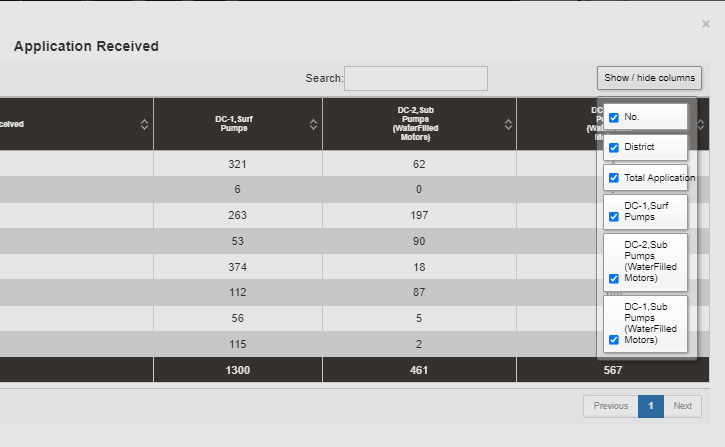 ×
Application Received
Search:
Show / hide columns
ceived
DC-1,Surf
Pumps
DC-2,Sub
Pumps
(WaterFilled
Motors)
No.
District
Total Application
DC-1,Surf
Pumps
DC-2,Sub
Pumps
(WaterFilled
Motors)
DC-1,Sub
Pumps
(WaterFilled
Motors)
321 62
6 0
263 197
53 90
374 18
112 87
56 5
115 2
1300 461 567
Previous 1 Next